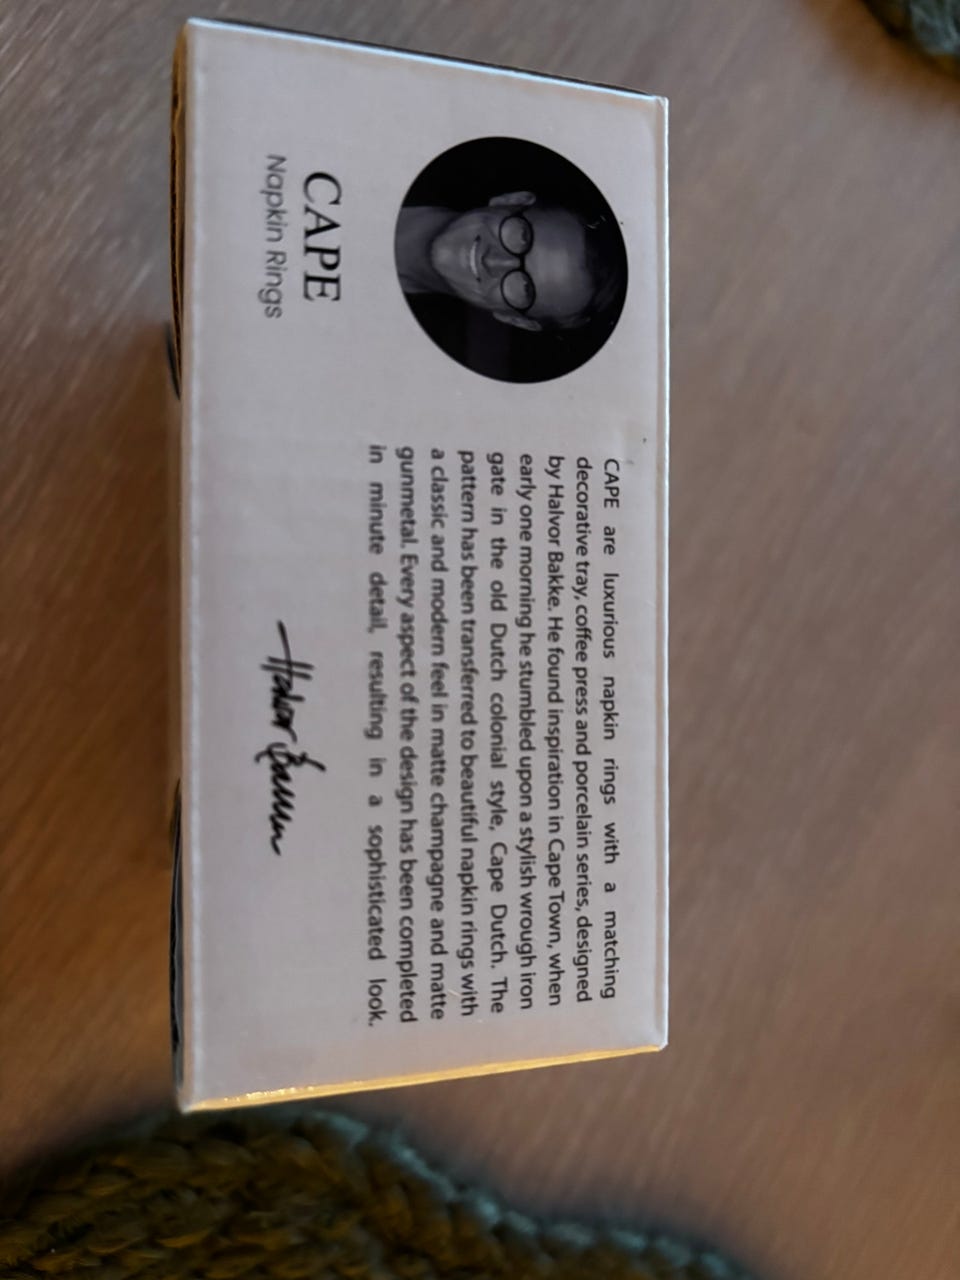 CAPE
Napkin Rings
CAPE are luxurious napkin rings with a matching
decorative tray, coffee press and porcelain series, designed
by Halvor Bakke. He found inspiration in Cape Town, when
early one morning he stumbled upon a stylish wrough iron
gate in the old Dutch colonial style, Cape Dutch. The
pattern has been transferred to beautiful napkin rings with
a classic and modern feel in matte champagne and matte
gunmetal. Every aspect of the design has been completed
in minute detail, resulting in a sophisticated look.
Halvor Bakke